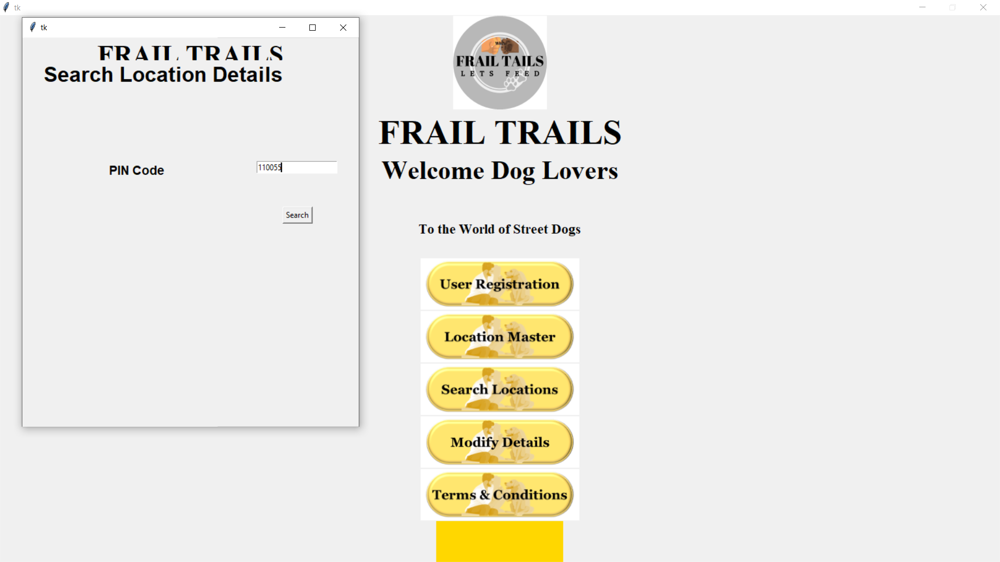 tk
tk
FRAIL TRAILS
Search Location Details
PIN Code
110055
Search
with
FRAIL TAILS
LETS FEED
FRAIL TRAILS
Welcome Dog Lovers
To the World of Street Dogs
User Registration
Location Master
Search Locations
Modify Details
Terms & Conditions